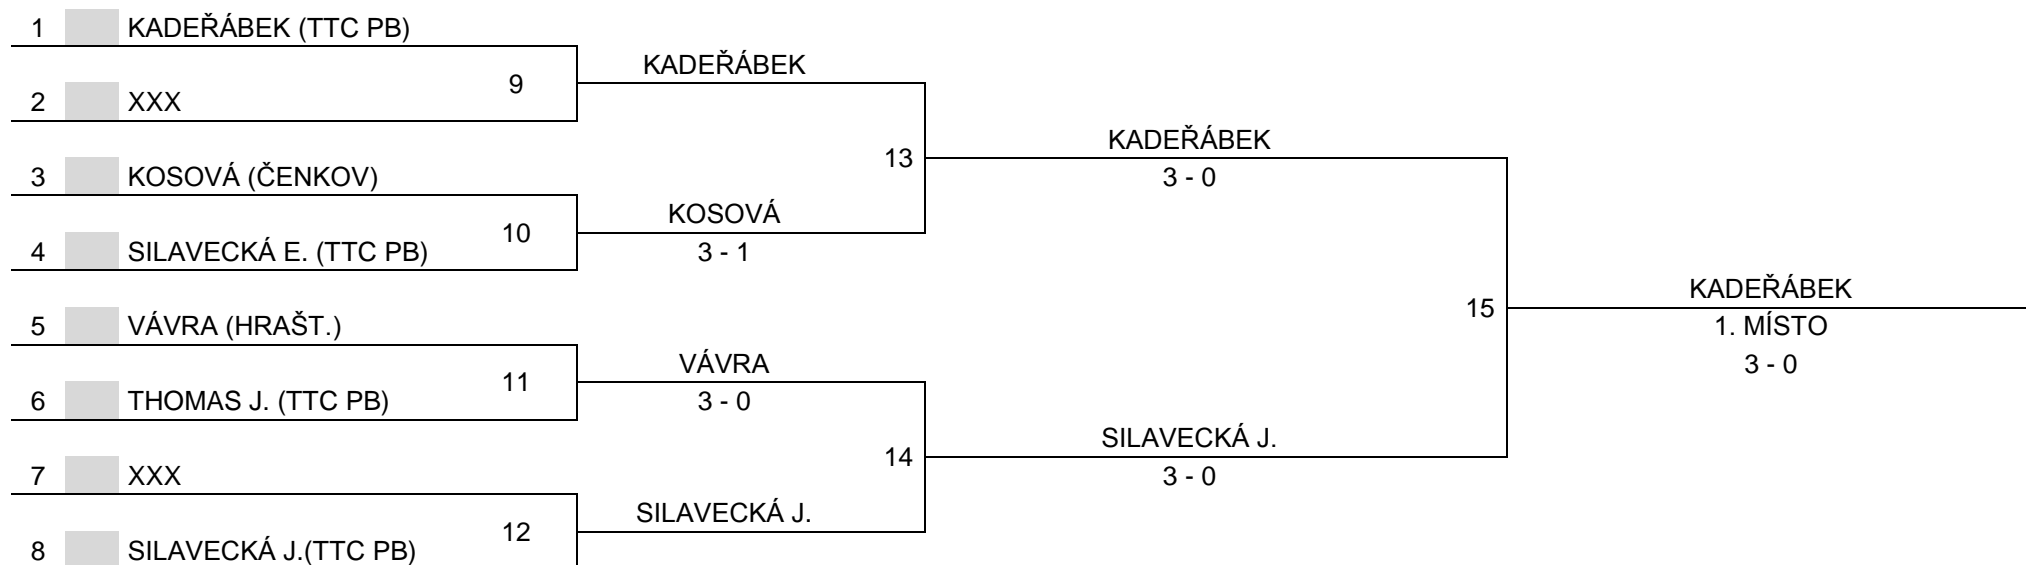 1 KADEŘÁBEK (TTC PB)
KADEŘÁBEK
9
2 XXX
KADEŘÁBEK
13
3 KOSOVÁ (ČENKOV)
3 - 0
KOSOVÁ
10
4 SILAVECKÁ E. (TTC PB)
3 - 1
KADEŘÁBEK
15
5 VÁVRA (HRAŠT.)
1. MÍSTO
VÁVRA
3 - 0
11
6 THOMAS J. (TTC PB)
3 - 0
SILAVECKÁ J.
14
7 XXX
3 - 0
SILAVECKÁ J.
12
8 SILAVECKÁ J.(TTC PB)